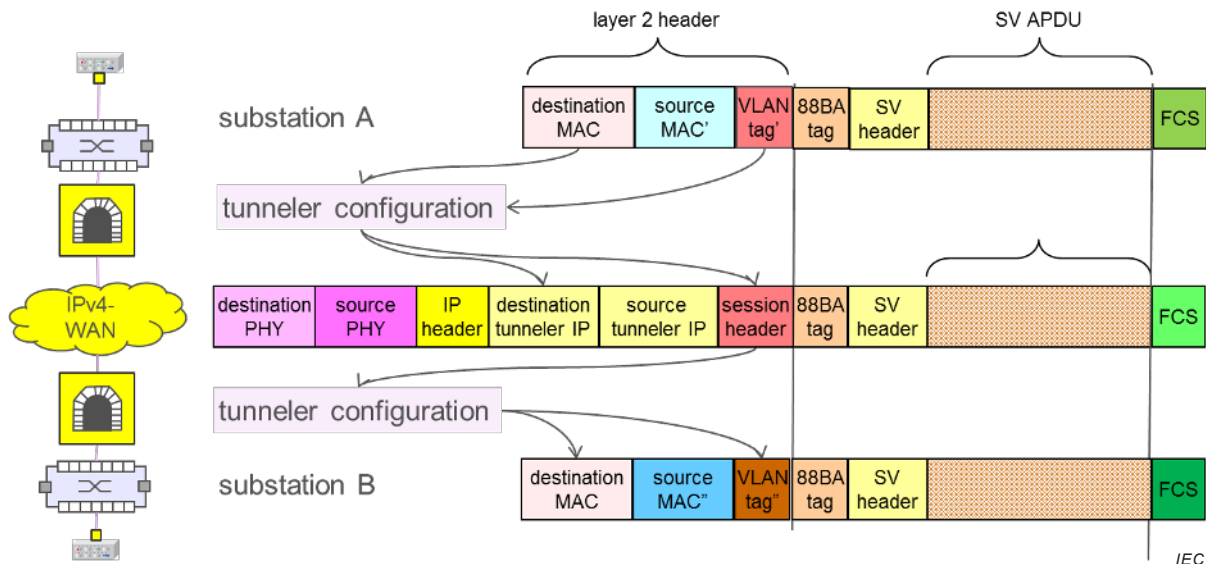 layer 2 header
SV APDU
substation A
destination
MAC
source
MAC’
VLAN
tag’
88BA
tag
SV
header
FCS
tunneler configuration
IPv4-
WAN
destination
PHY
source
PHY
IP
header
destination
tunneler IP
source
tunneler IP
session
header
88BA
tag
SV
header
FCS
tunneler configuration
substation B
destination
MAC
source
MAC”
VLAN
tag”
88BA
tag
SV
header
FCS
IEC